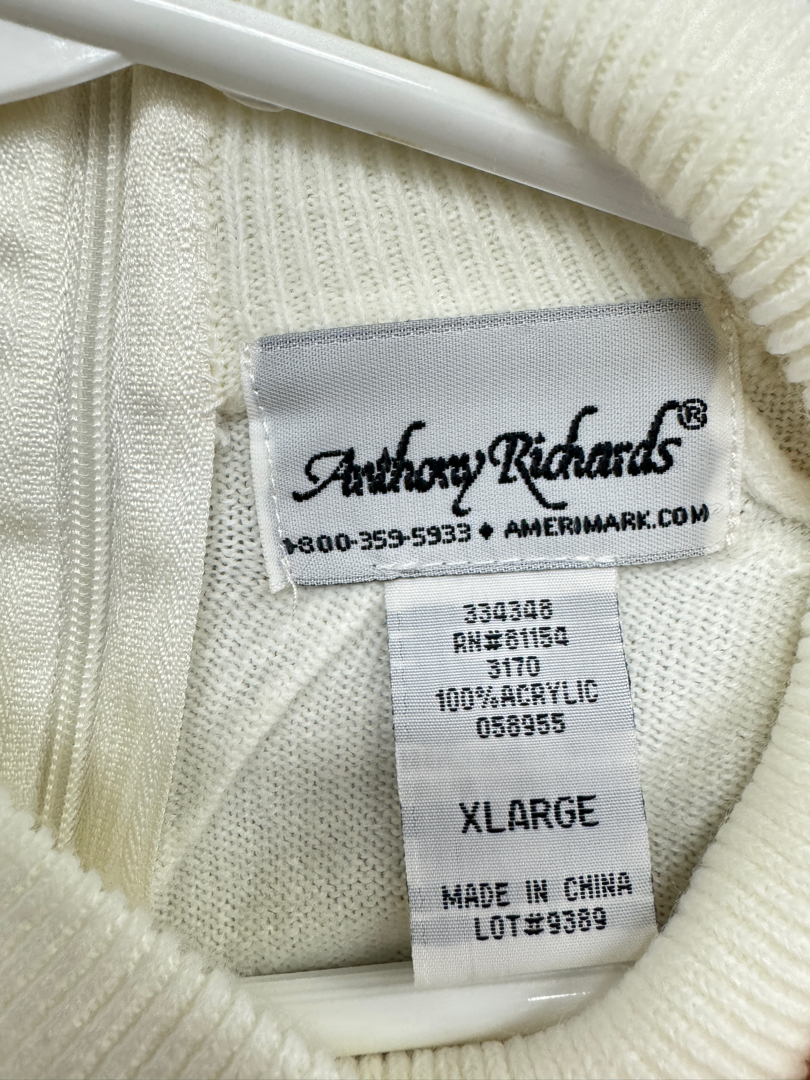 Anthony Richards®
1-800-359-5933 ♦ AMERIMARK.COM
334348
RN#81154
3170
100%ACRYLIC
058955
XLARGE
MADE IN CHINA
LOT#9389